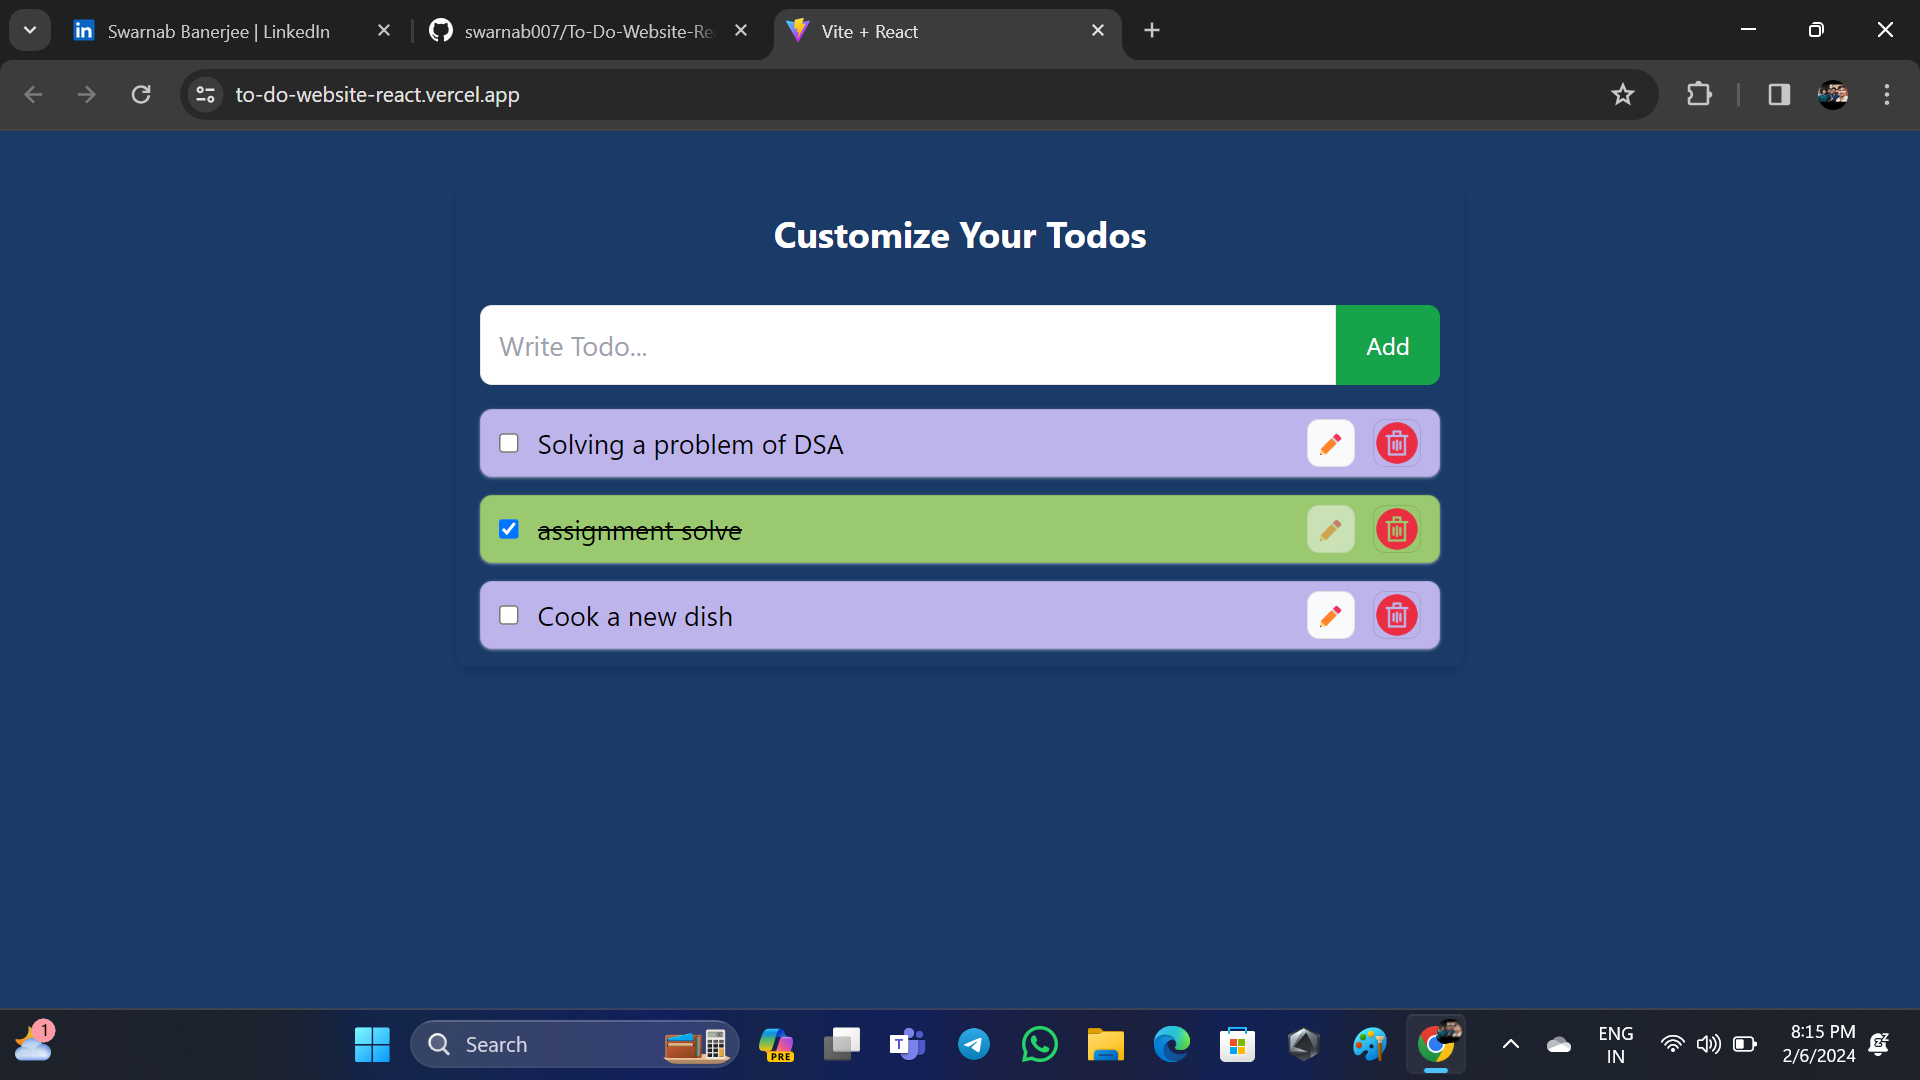 Swarnab Banerjee | LinkedIn
swarnab007/To-Do-Website-Re
Vite + React
to-do-website-react.vercel.app
Customize Your Todos
Write Todo...
Add
Solving a problem of DSA
assignment solve
Cook a new dish
1
Search
PRE
T
ENG
IN
8:15 PM
2/6/2024